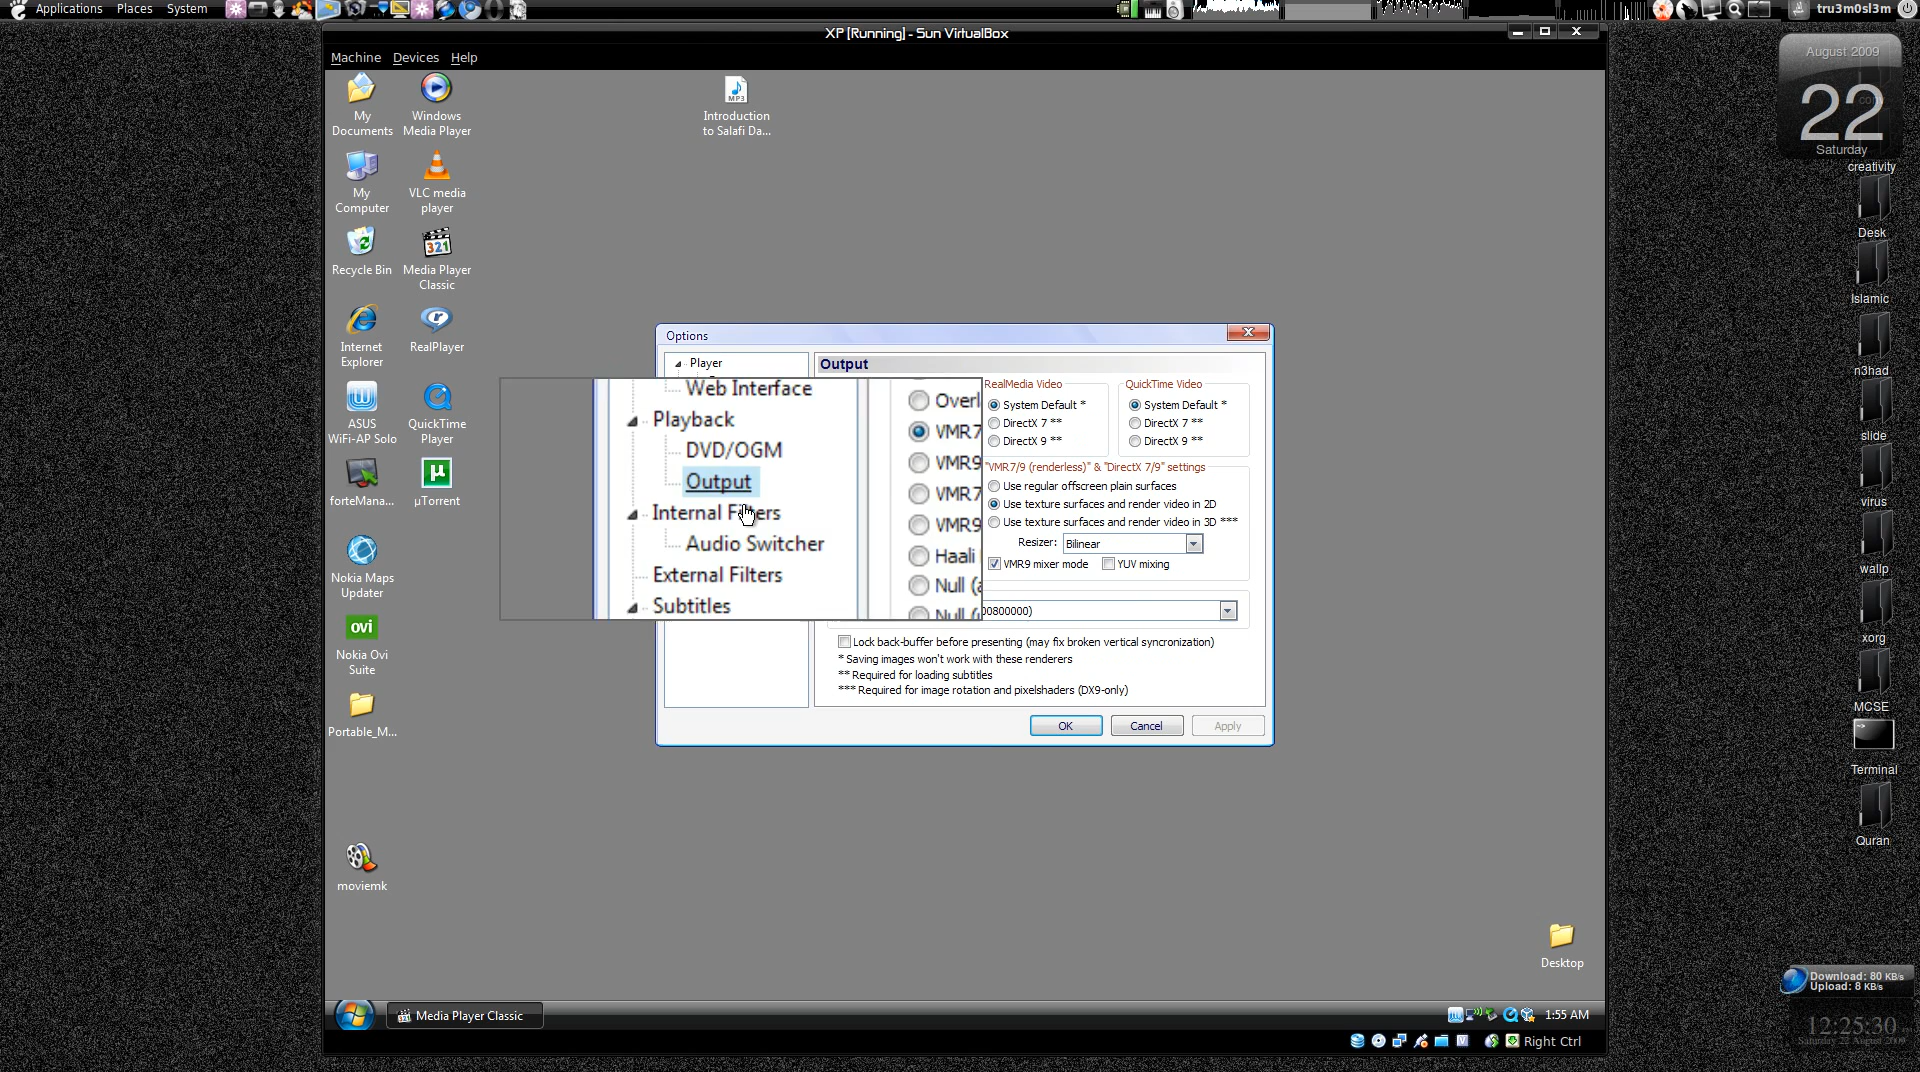 Applications Places System
tru3m0sl3m
XP [Running] - Sun VirtualBox
Machine Devices Help
My Documents
Windows Media Player
Introduction to Salafi Da...
My Computer
VLC media player
Recycle Bin
Media Player Classic
Internet Explorer
RealPlayer
ASUS WiFi-AP Solo
QuickTime Player
forteMana...
µTorrent
Nokia Maps Updater
ovi
Nokia Ovi Suite
Portable_M...
moviemk
Desktop
Options
Player
Output
Web Interface
Playback
DVD/OGM
Output
Internal Filters
Audio Switcher
External Filters
Subtitles
Overl
VMR7
VMR9
VMR7
VMR9
Haali
Null (a
Null (
RealMedia Video
System Default *
DirectX 7 **
DirectX 9 **
QuickTime Video
System Default *
DirectX 7 **
DirectX 9 **
"VMR7/9 (renderless)" & "DirectX 7/9" settings
Use regular offscreen plain surfaces
Use texture surfaces and render video in 2D
Use texture surfaces and render video in 3D ***
Resizer: Bilinear
VMR9 mixer mode YUV mixing
00800000)
Lock back-buffer before presenting (may fix broken vertical syncronization)
* Saving images won't work with these renderers
** Required for loading subtitles
*** Required for image rotation and pixelshaders (DX9-only)
OK Cancel Apply
Media Player Classic
1:55 AM
Right Ctrl
August 2009
22
Saturday
creativity
Desk
Islamic
n3had
slide
virus
wallp
xorg
MCSE
Terminal
Quran
Download: 80 KB/s
Upload: 8 KB/s
12:25:30
Saturday 22 August 2009